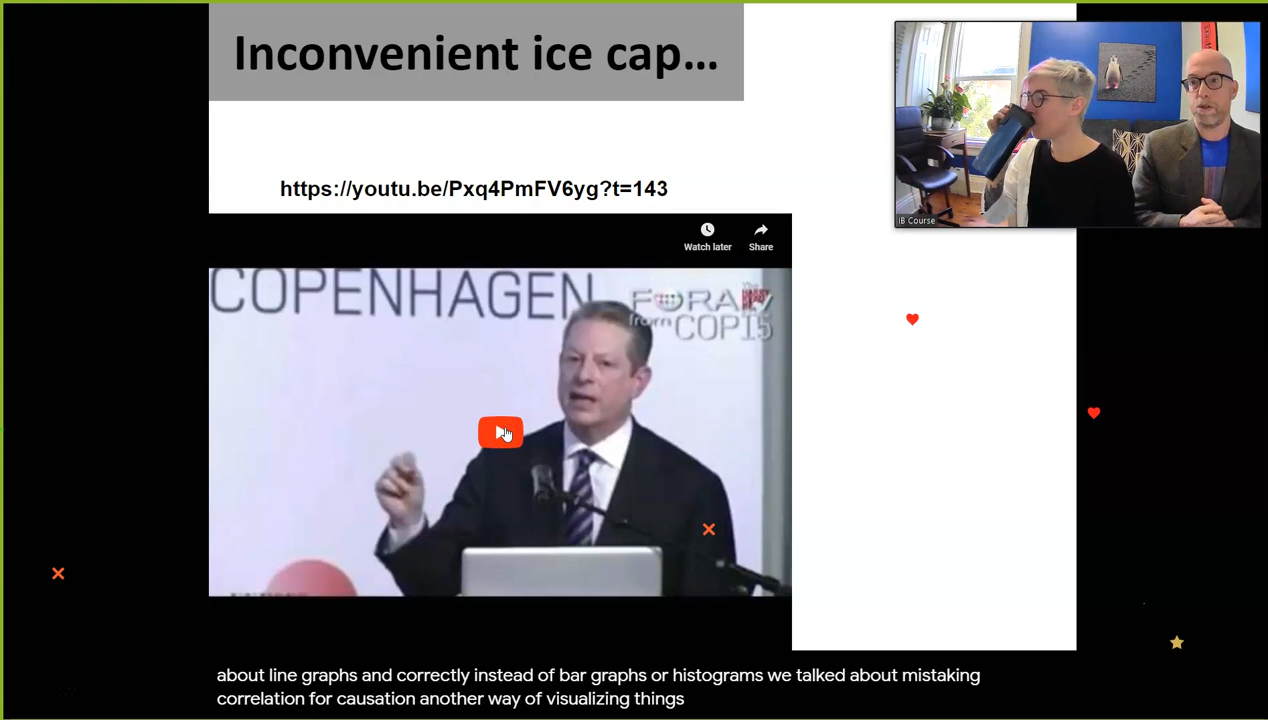 Inconvenient ice cap...
https://youtu.be/Pxq4PmFV6yg?t=143
IB Course
Watch later
Share
COPENHAGEN
FORA
from COP15
about line graphs and correctly instead of bar graphs or histograms we talked about mistaking
correlation for causation another way of visualizing things